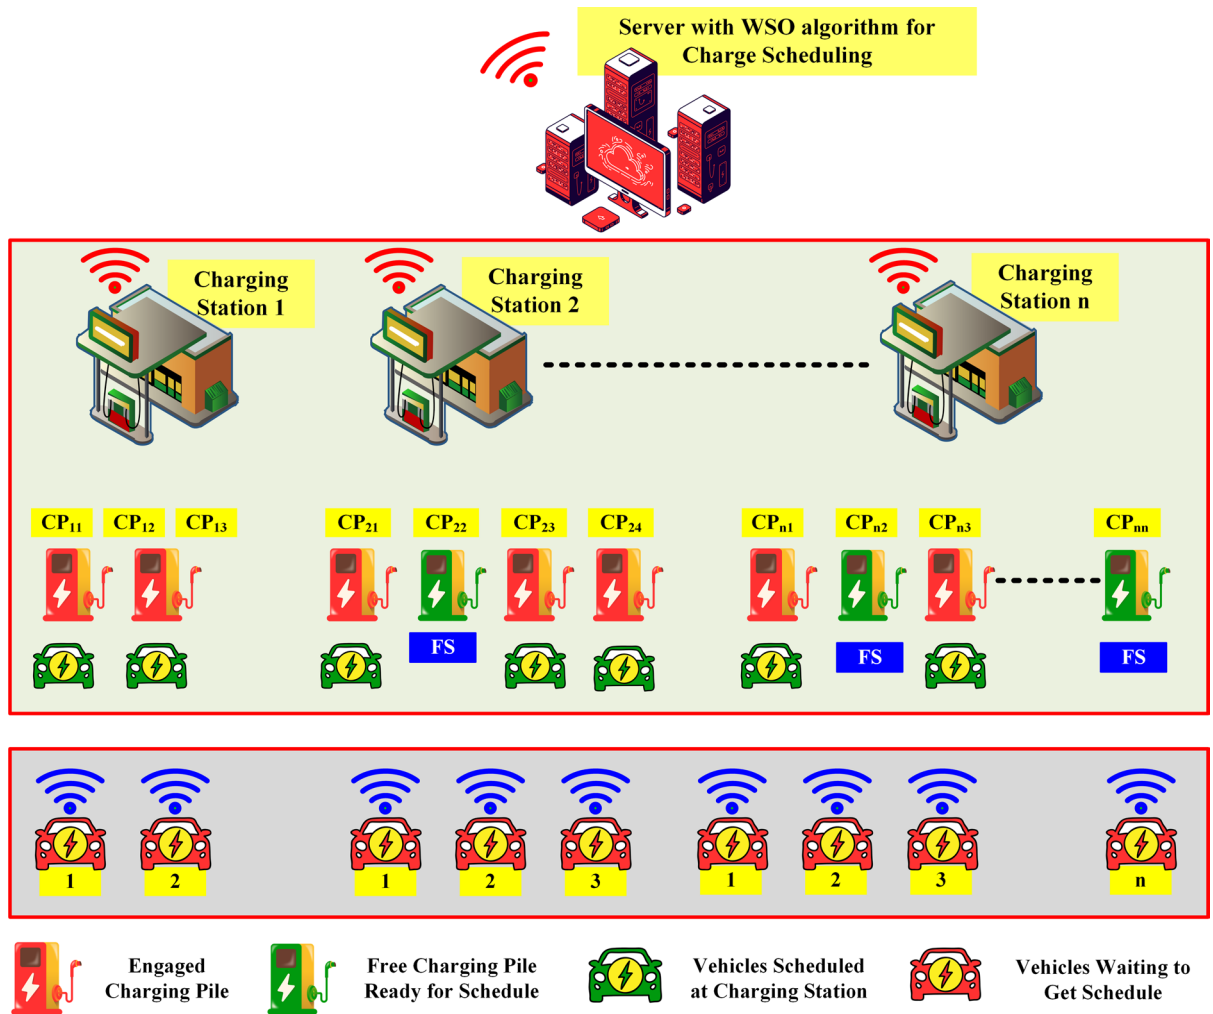 Server with WSO algorithm for
Charge Scheduling
Charging
Station 1
Charging
Station 2
Charging
Station n
CP11 CP12 CP13 CP21 CP22 CP23 CP24 CPn1 CPn2 CPn3 CPnn
FS FS FS
1 2 1 2 3 1 2 3 n
Engaged
Charging Pile
Free Charging Pile
Ready for Schedule
Vehicles Scheduled
at Charging Station
Vehicles Waiting to
Get Schedule